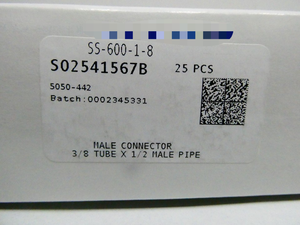 SS-600-1-8
S02541567B 25 PCS
5050-442
Batch:0002345331
MALE CONNECTOR
3/8 TUBE X 1/2 MALE PIPE